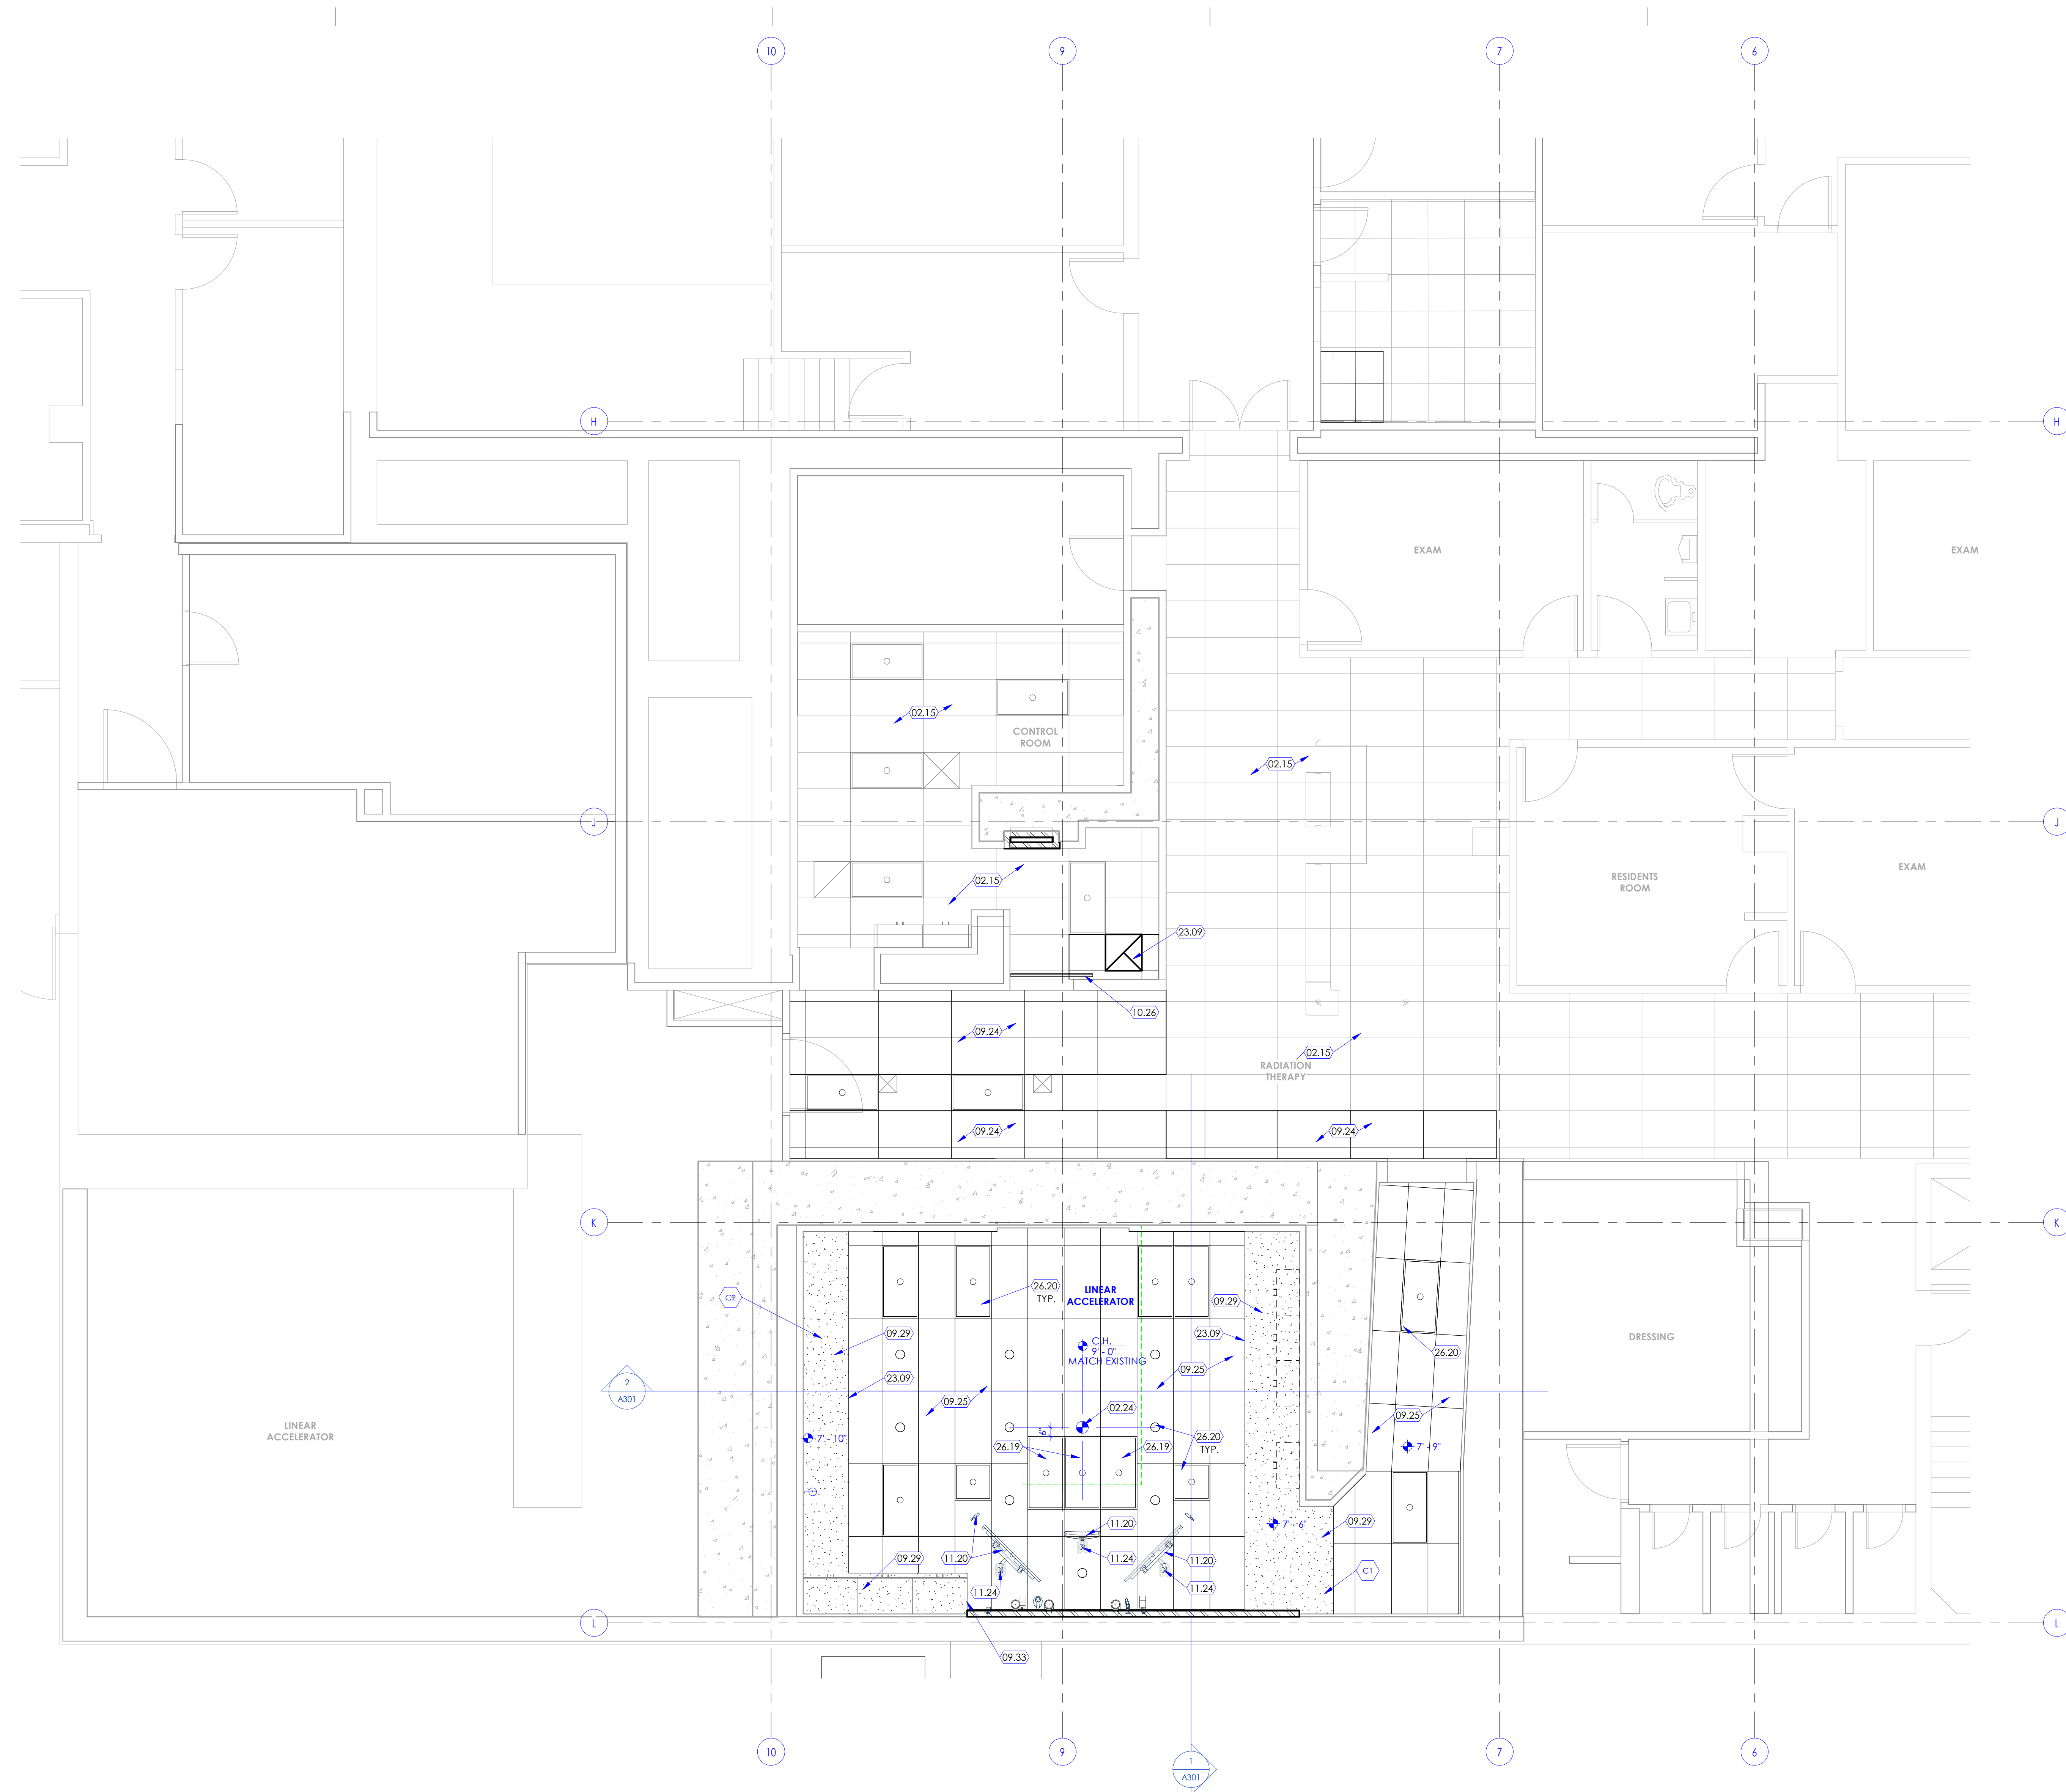 10
9
7
6
H
H
EXAM
EXAM
02.15
CONTROL
ROOM
02.15
J
J
EXAM
RESIDENTS
ROOM
02.15
23.09
10.26
09.24
02.15
RADIATION
THERAPY
09.24
09.24
K
K
26.20
TYP.
LINEAR
ACCELERATOR
C2
09.29
09.29
23.09
DRESSING
C.H.
9' - 0"
MATCH EXISTING
26.20
09.25
23.09
2
A301
09.25
02.24
09.25
LINEAR
ACCELERATOR
6"
7' - 10"
26.19
26.19
26.20
TYP.
7' - 9"
11.20
7' - 6"
09.29
09.29
11.20
11.24
11.20
C1
11.24
11.24
L
L
09.33
10
9
7
6
1
A301